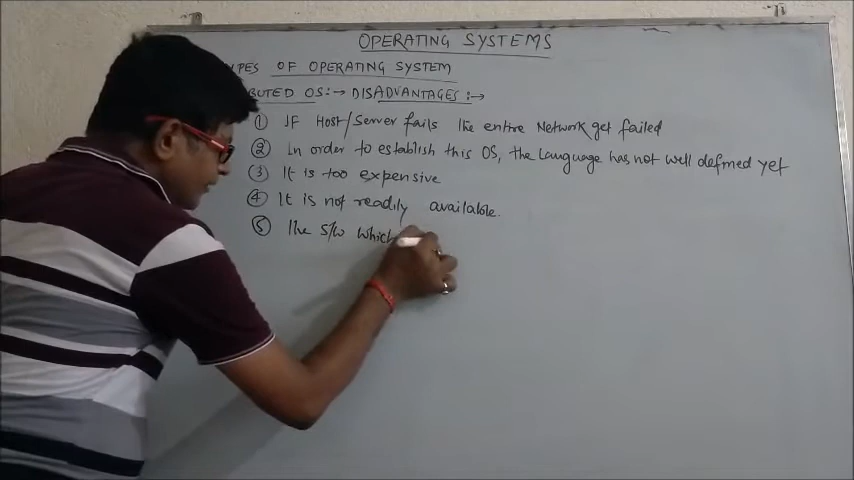 OPERATING SYSTEMS
YPES OF OPERATING SYSTEM
BUTED OS:→ DISADVANTAGES:→
① IF Host/Server fails the entire Network get failed
② In order to establish this OS, the Language has not well defined yet
③ It is too expensive
④ It is not readily available.
⑤ The S/w which